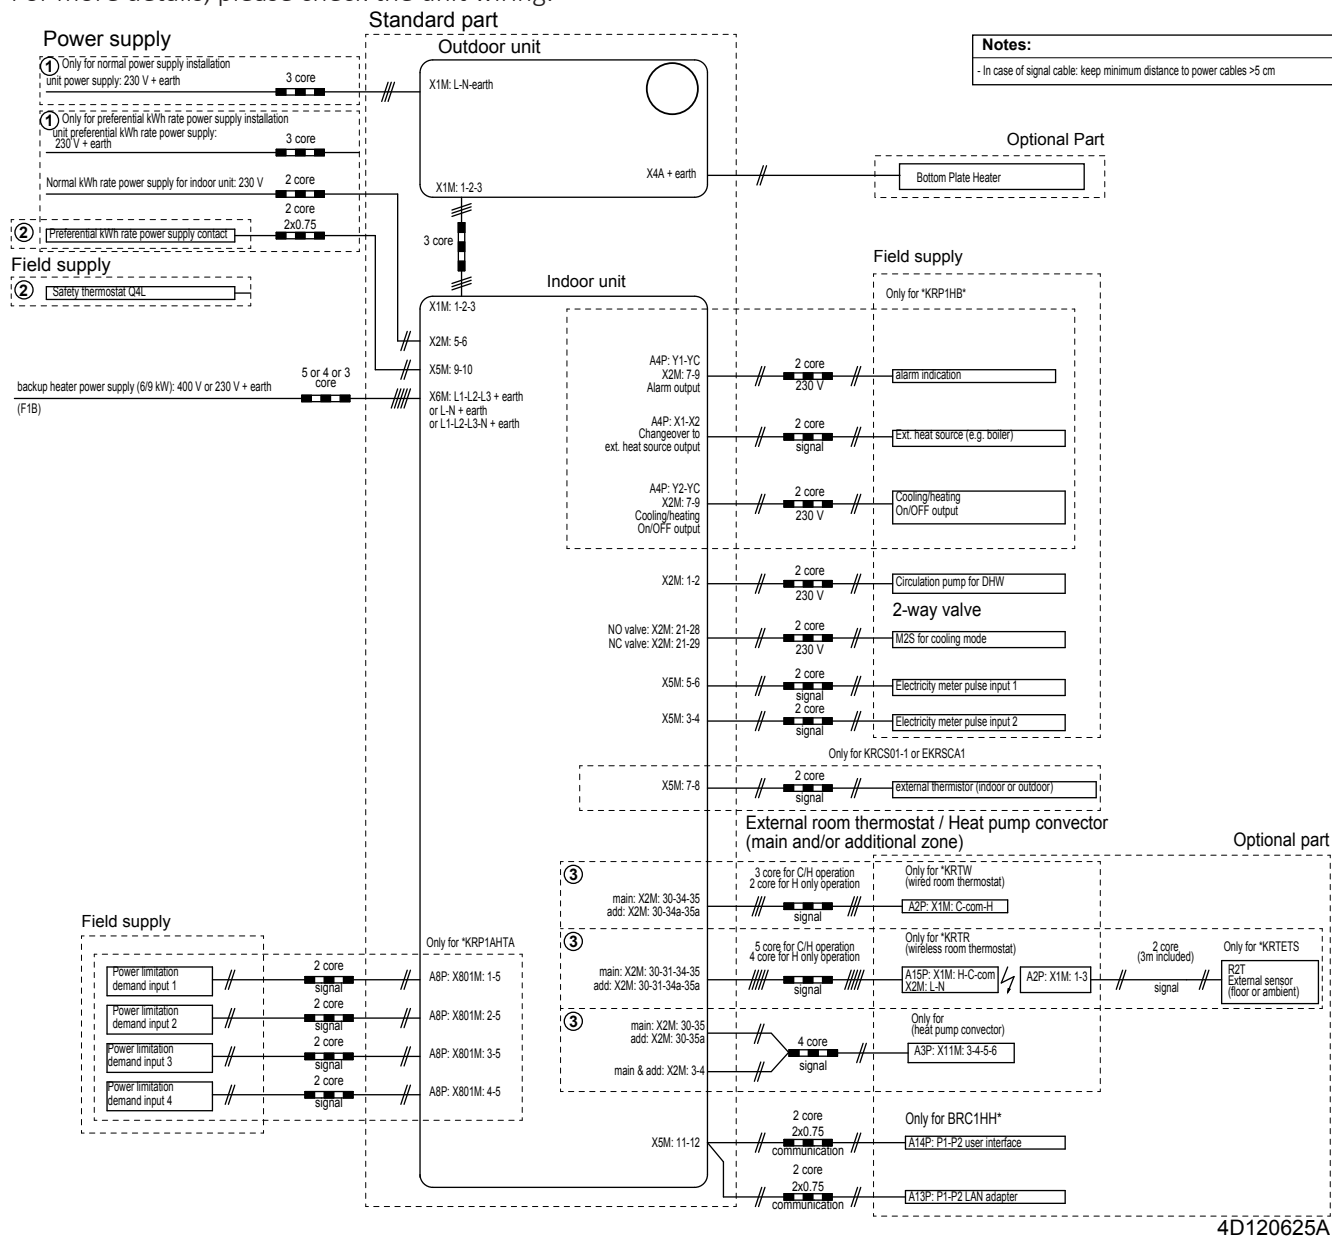 For more details, please check the unit wiring.
Standard part
Power supply
Outdoor unit
Notes:
- In case of signal cable: keep minimum distance to power cables >5 cm
1 Only for normal power supply installation
unit power supply: 230 V + earth
3 core
X1M: L-N-earth
1 Only for preferential kWh rate power supply installation
unit preferential kWh rate power supply:
230 V + earth
3 core
Normal kWh rate power supply for indoor unit: 230 V
2 core
2 core
2x0.75
2 Preferential kWh rate power supply contact
X4A + earth
X1M: 1-2-3
Optional Part
Bottom Plate Heater
3 core
Field supply
2 Safety thermostat Q4L
Indoor unit
X1M: 1-2-3
X2M: 5-6
X5M: 9-10
backup heater power supply (6/9 kW): 400 V or 230 V + earth
(F1B)
5 or 4 or 3
core
X6M: L1-L2-L3 + earth
or L-N + earth
or L1-L2-L3-N + earth
Field supply
Only for *KRP1HB*
A4P: Y1-YC
X2M: 7-9
Alarm output
2 core
230 V
alarm indication
A4P: X1-X2
Changeover to
ext. heat source output
2 core
signal
Ext. heat source (e.g. boiler)
A4P: Y2-YC
X2M: 7-9
Cooling/heating
On/OFF output
2 core
230 V
Cooling/heating
On/OFF output
X2M: 1-2
2 core
230 V
Circulation pump for DHW
2-way valve
NO valve: X2M: 21-28
NC valve: X2M: 21-29
2 core
230 V
M2S for cooling mode
X5M: 5-6
2 core
signal
Electricity meter pulse input 1
X5M: 3-4
2 core
signal
Electricity meter pulse input 2
Only for KRCS01-1 or EKRSCA1
X5M: 7-8
2 core
signal
external thermistor (indoor or outdoor)
External room thermostat / Heat pump convector
(main and/or additional zone)
Optional part
3
3 core for C/H operation
2 core for H only operation
main: X2M: 30-34-35
add: X2M: 30-34a-35a
signal
Only for *KRTW
(wired room thermostat)
A2P: X1M: C-com-H
3
5 core for C/H operation
4 core for H only operation
main: X2M: 30-31-34-35
add: X2M: 30-31-34a-35a
signal
Only for *KRTR
(wireless room thermostat)
A15P: X1M: H-C-com
X2M: L-N
A2P: X1M: 1-3
2 core
(3m included)
signal
Only for *KRTETS
R2T
External sensor
(floor or ambient)
3
main: X2M: 30-35
add: X2M: 30-35a
main & add: X2M: 3-4
4 core
signal
Only for
(heat pump convector)
A3P: X11M: 3-4-5-6
Field supply
Only for *KRP1AHTA
Power limitation
demand input 1
2 core
signal
A8P: X801M: 1-5
Power limitation
demand input 2
2 core
signal
A8P: X801M: 2-5
Power limitation
demand input 3
2 core
signal
A8P: X801M: 3-5
Power limitation
demand input 4
2 core
signal
A8P: X801M: 4-5
X5M: 11-12
2 core
2x0.75
communication
Only for BRC1HH*
A14P: P1-P2 user interface
2 core
2x0.75
communication
A13P: P1-P2 LAN adapter
4D120625A